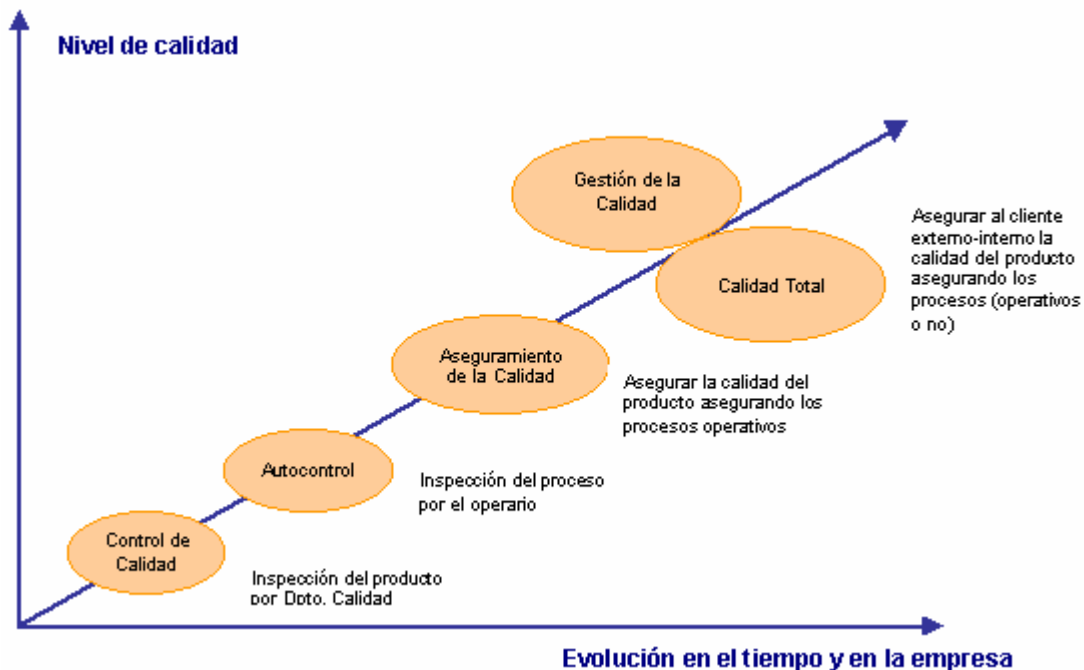 Nivel de calidad
Gestión de la
Calidad
Asegurar al cliente
externo-interno la
calidad del producto
asegurando los
procesos (operativos
o no)
Calidad Total
Aseguramiento
de la Calidad
Asegurar la calidad del
producto asegurando los
procesos operativos
Autocontrol
Inspección del proceso
por el operario
Control de
Calidad
Inspección del producto
por Dpto. Calidad
Evolución en el tiempo y en la empresa